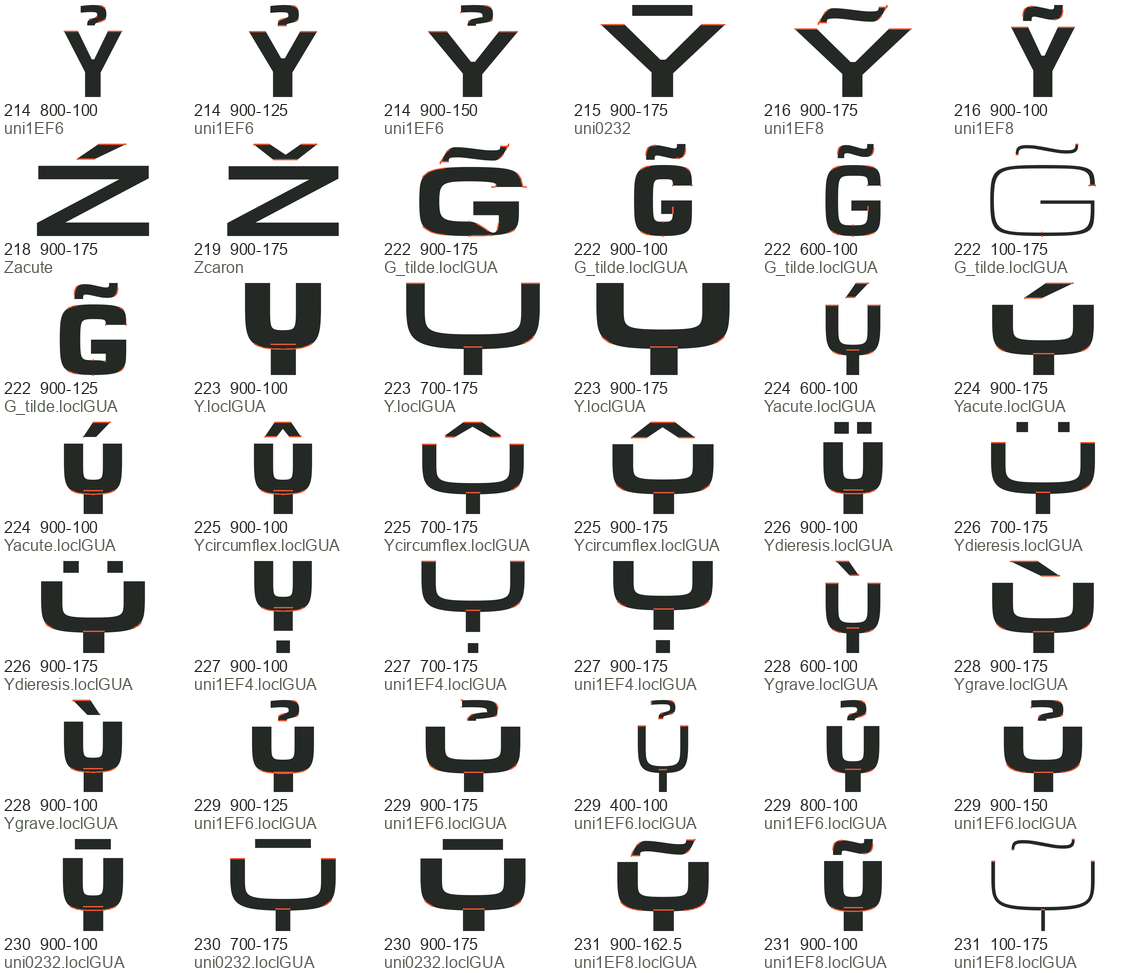 Ỷ Ỷ Ỷ Ȳ Ỹ Ỹ
214 800-100 214 900-125 214 900-150 215 900-175 216 900-175 216 900-100
uni1EF6 uni1EF6 uni1EF6 uni0232 uni1EF8 uni1EF8
Ź Ž G̃ G̃ G̃ G̃
218 900-175 219 900-175 222 900-175 222 900-100 222 600-100 222 100-175
Zacute Zcaron G_tilde.loclGUA G_tilde.loclGUA G_tilde.loclGUA G_tilde.loclGUA
G̃ Y Y Y Ý Ý
222 900-125 223 900-100 223 700-175 223 900-175 224 600-100 224 900-175
G_tilde.loclGUA Y.loclGUA Y.loclGUA Y.loclGUA Yacute.loclGUA Yacute.loclGUA
Ý Ŷ Ŷ Ŷ Ÿ Ÿ
224 900-100 225 900-100 225 700-175 225 900-175 226 900-100 226 700-175
Yacute.loclGUA Ycircumflex.loclGUA Ycircumflex.loclGUA Ycircumflex.loclGUA Ydieresis.loclGUA Ydieresis.loclGUA
Ÿ Ỵ Ỵ Ỵ Ỳ Ỳ
226 900-175 227 900-100 227 700-175 227 900-175 228 600-100 228 900-175
Ydieresis.loclGUA uni1EF4.loclGUA uni1EF4.loclGUA uni1EF4.loclGUA Ygrave.loclGUA Ygrave.loclGUA
Ỳ Ỷ Ỷ Ỷ Ỷ Ỷ
228 900-100 229 900-125 229 900-175 229 400-100 229 800-100 229 900-150
Ygrave.loclGUA uni1EF6.loclGUA uni1EF6.loclGUA uni1EF6.loclGUA uni1EF6.loclGUA uni1EF6.loclGUA
Ȳ Ȳ Ȳ Ỹ Ỹ Ỹ
230 900-100 230 700-175 230 900-175 231 900-162.5 231 900-100 231 100-175
uni0232.loclGUA uni0232.loclGUA uni0232.loclGUA uni1EF8.loclGUA uni1EF8.loclGUA uni1EF8.loclGUA